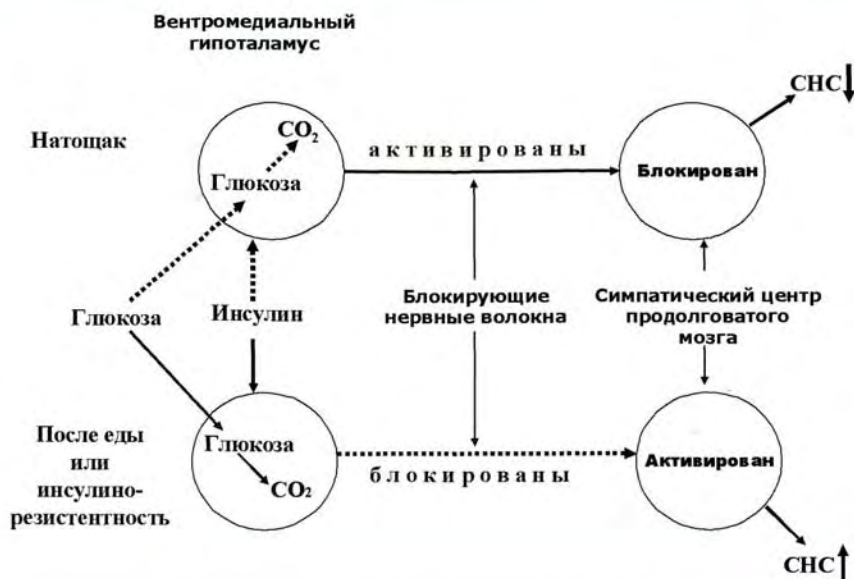 Вентромедиальный
гипоталамус
СНС
Натощак
CO2
активированы
Глюкоза
Блокирован
Глюкоза
Инсулин
Блокирующие
нервные волокна
Симпатический центр
продолговатого
мозга
После еды
или
инсулино-
резистентность
Глюкоза
CO2
блокированы
Активирован
СНС